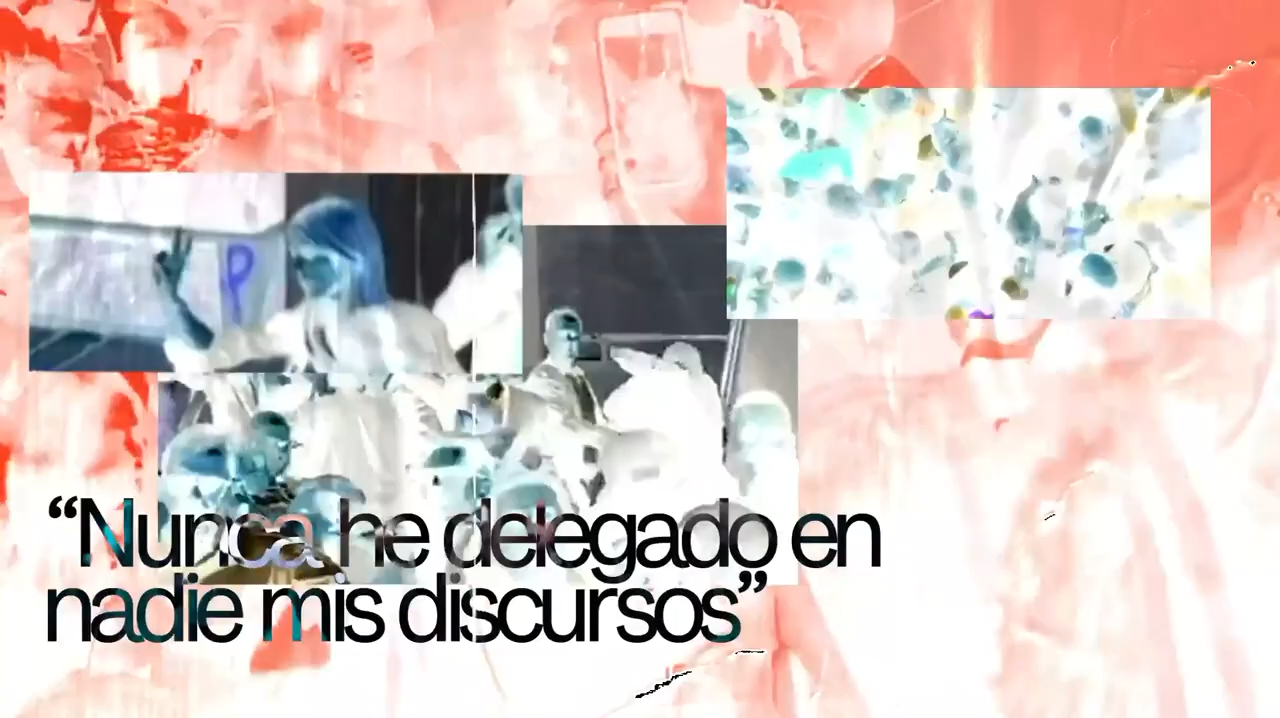 P
“Nunca he delegado en
nadie mis discursos”